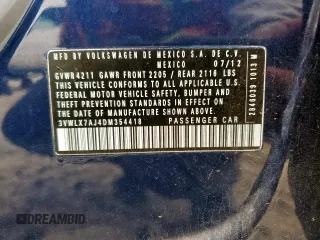 MFD BY VOLKSWAGEN DE MEXICO S.A. DE C.V.
MEXICO 07/12
GVWR4211 GAWR FRONT 2205 / REAR 2116 LBS
THIS VEHICLE CONFORMS TO ALL APPLICABLE U.S.
FEDERAL MOTOR VEHICLE SAFETY, BUMPER AND
THEFT PREVENTION STANDARDS IN EFFECT ON
THE DATE OF MANUFACTURE SHOWN ABOVE
3VWLX7AJ4DM354418 PASSENGER CAR
2846039 1013 M
DREAMBID